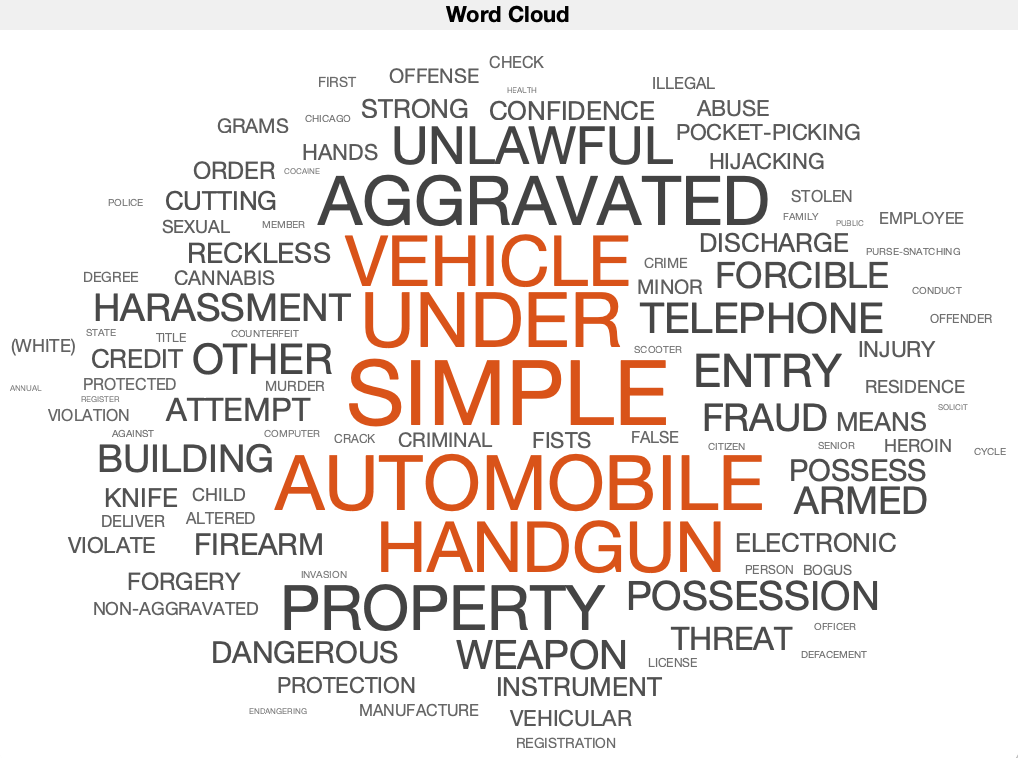 Word Cloud
CHECK
FIRST OFFENSE ILLEGAL
HEALTH
CHICAGO STRONG CONFIDENCE ABUSE
GRAMS UNLAWFUL POCKET-PICKING
HANDS HIJACKING
ORDER COCAINE
POLICE CUTTING AGGRAVATED STOLEN
SEXUAL MEMBER FAMILY PUBLIC EMPLOYEE
RECKLESS VEHICLE DISCHARGE PURSE-SNATCHING
DEGREE CANNABIS CRIME FORCIBLE
MINOR CONDUCT
HARASSMENT UNDER TELEPHONE OFFENDER
STATE TITLE COUNTERFEIT
(WHITE) CREDIT OTHER SCOOTER INJURY
ANNUAL PROTECTED MURDER SIMPLE ENTRY RESIDENCE
REGISTER
VIOLATION ATTEMPT FRAUD MEANS SOLICIT
AGAINST COMPUTER CRACK CRIMINAL FISTS FALSE CITIZEN SENIOR HEROIN CYCLE
BUILDING POSSESS
KNIFE CHILD AUTOMOBILE ARMED
DELIVER ALTERED
VIOLATE FIREARM HANDGUN ELECTRONIC
INVASION PERSON BOGUS
FORGERY
NON-AGGRAVATED PROPERTY POSSESSION
THREAT OFFICER
DANGEROUS WEAPON LICENSE DEFACEMENT
PROTECTION INSTRUMENT
ENDANGERING MANUFACTURE VEHICULAR
REGISTRATION